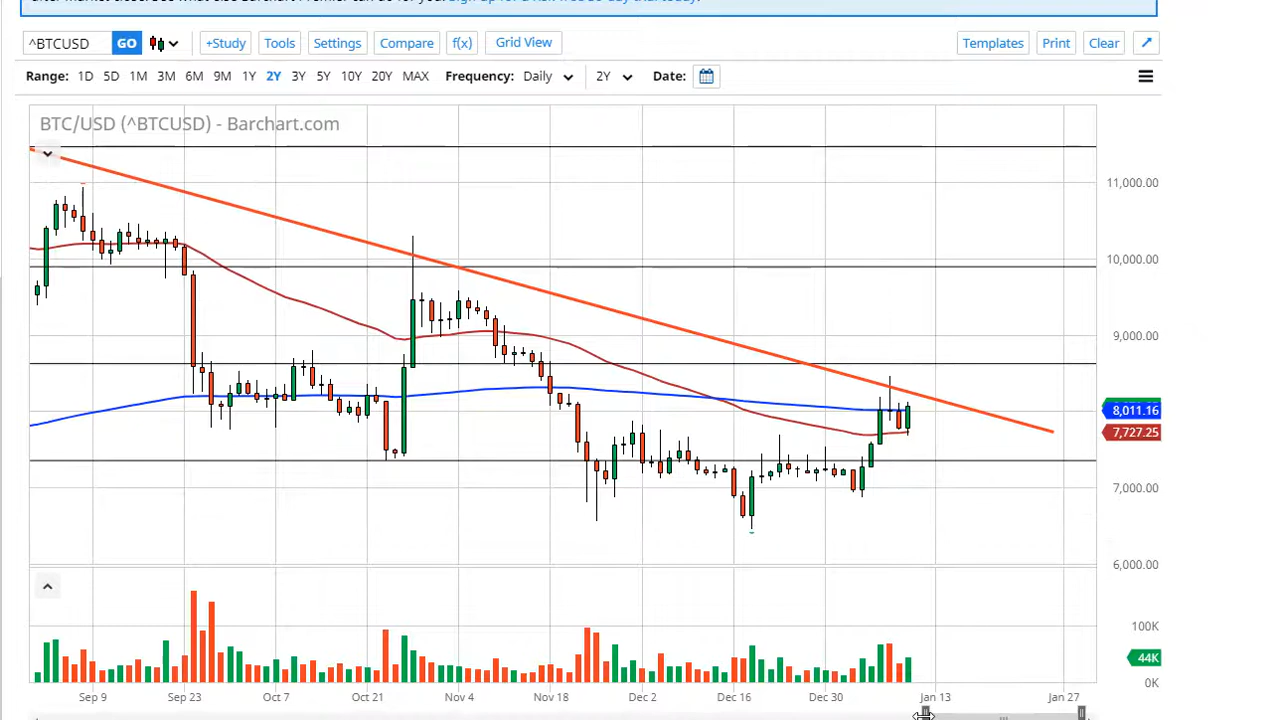 ^BTCUSD GO +Study Tools Settings Compare f(x) Grid View Templates Print Clear
Range: 1D 5D 1M 3M 6M 9M 1Y 2Y 3Y 5Y 10Y 20Y MAX Frequency: Daily 2Y Date:
BTC/USD (^BTCUSD) - Barchart.com
11,000.00
10,000.00
9,000.00
8,011.16
7,727.25
7,000.00
6,000.00
100K
44K
0K
Sep 9 Sep 23 Oct 7 Oct 21 Nov 4 Nov 18 Dec 2 Dec 16 Dec 30 Jan 13 Jan 27